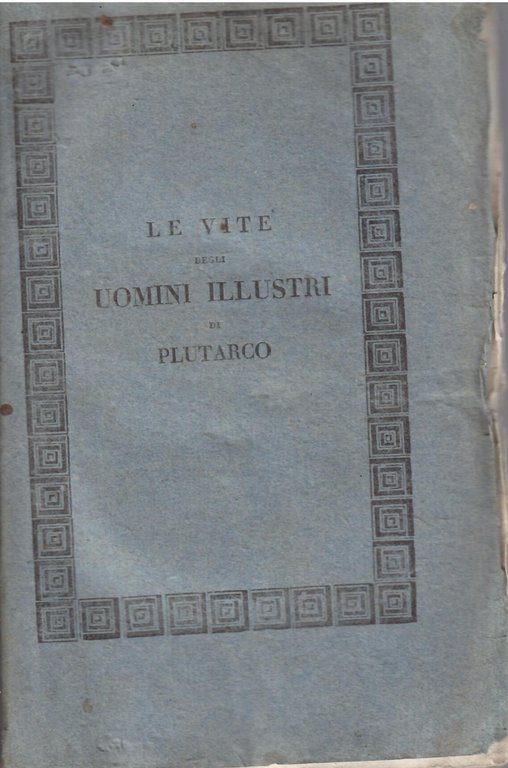 LE VITE
DEGLI
UOMINI ILLUSTRI
DI
PLUTARCO